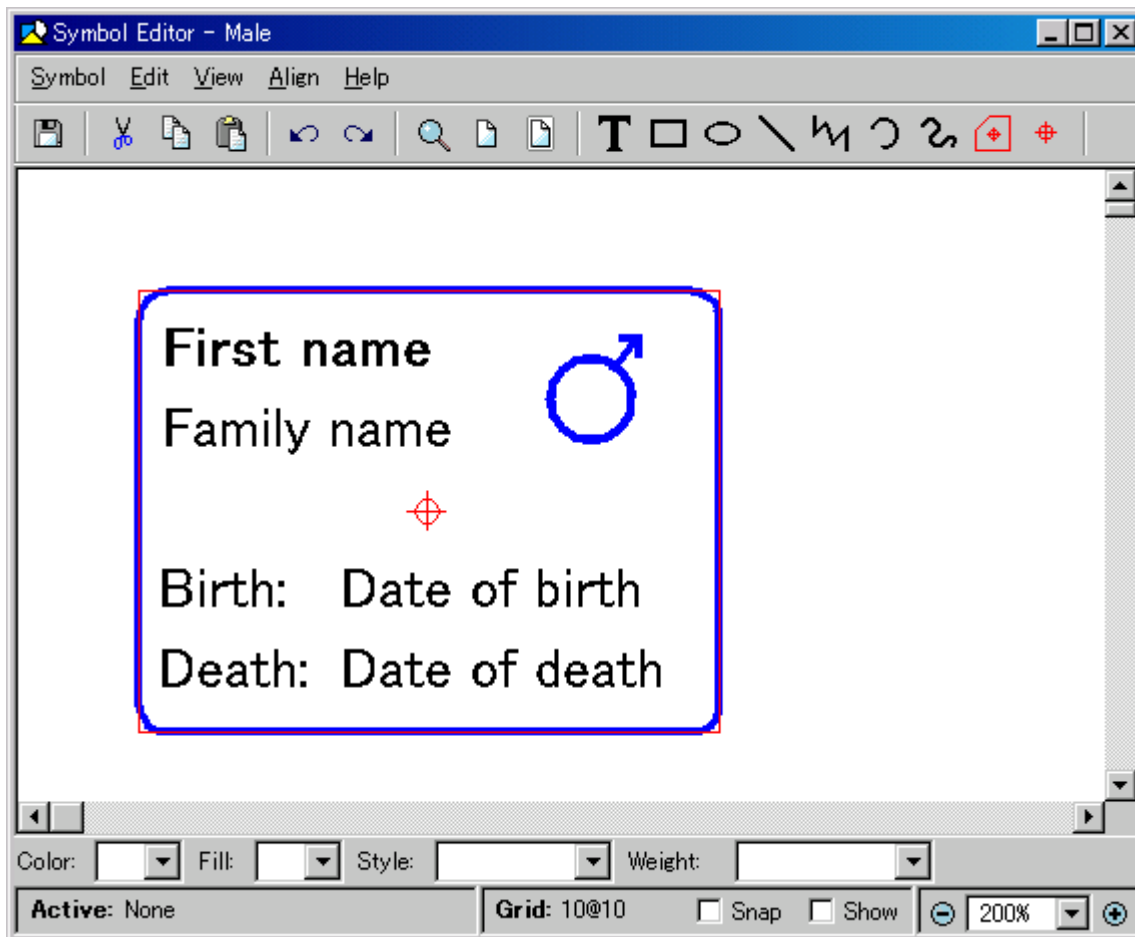 Symbol Editor - Male
Symbol Edit View Align Help
T
First name
Family name
Birth: Date of birth
Death: Date of death
Color: Fill: Style: Weight:
Active: None Grid: 10@10 Snap Show 200%